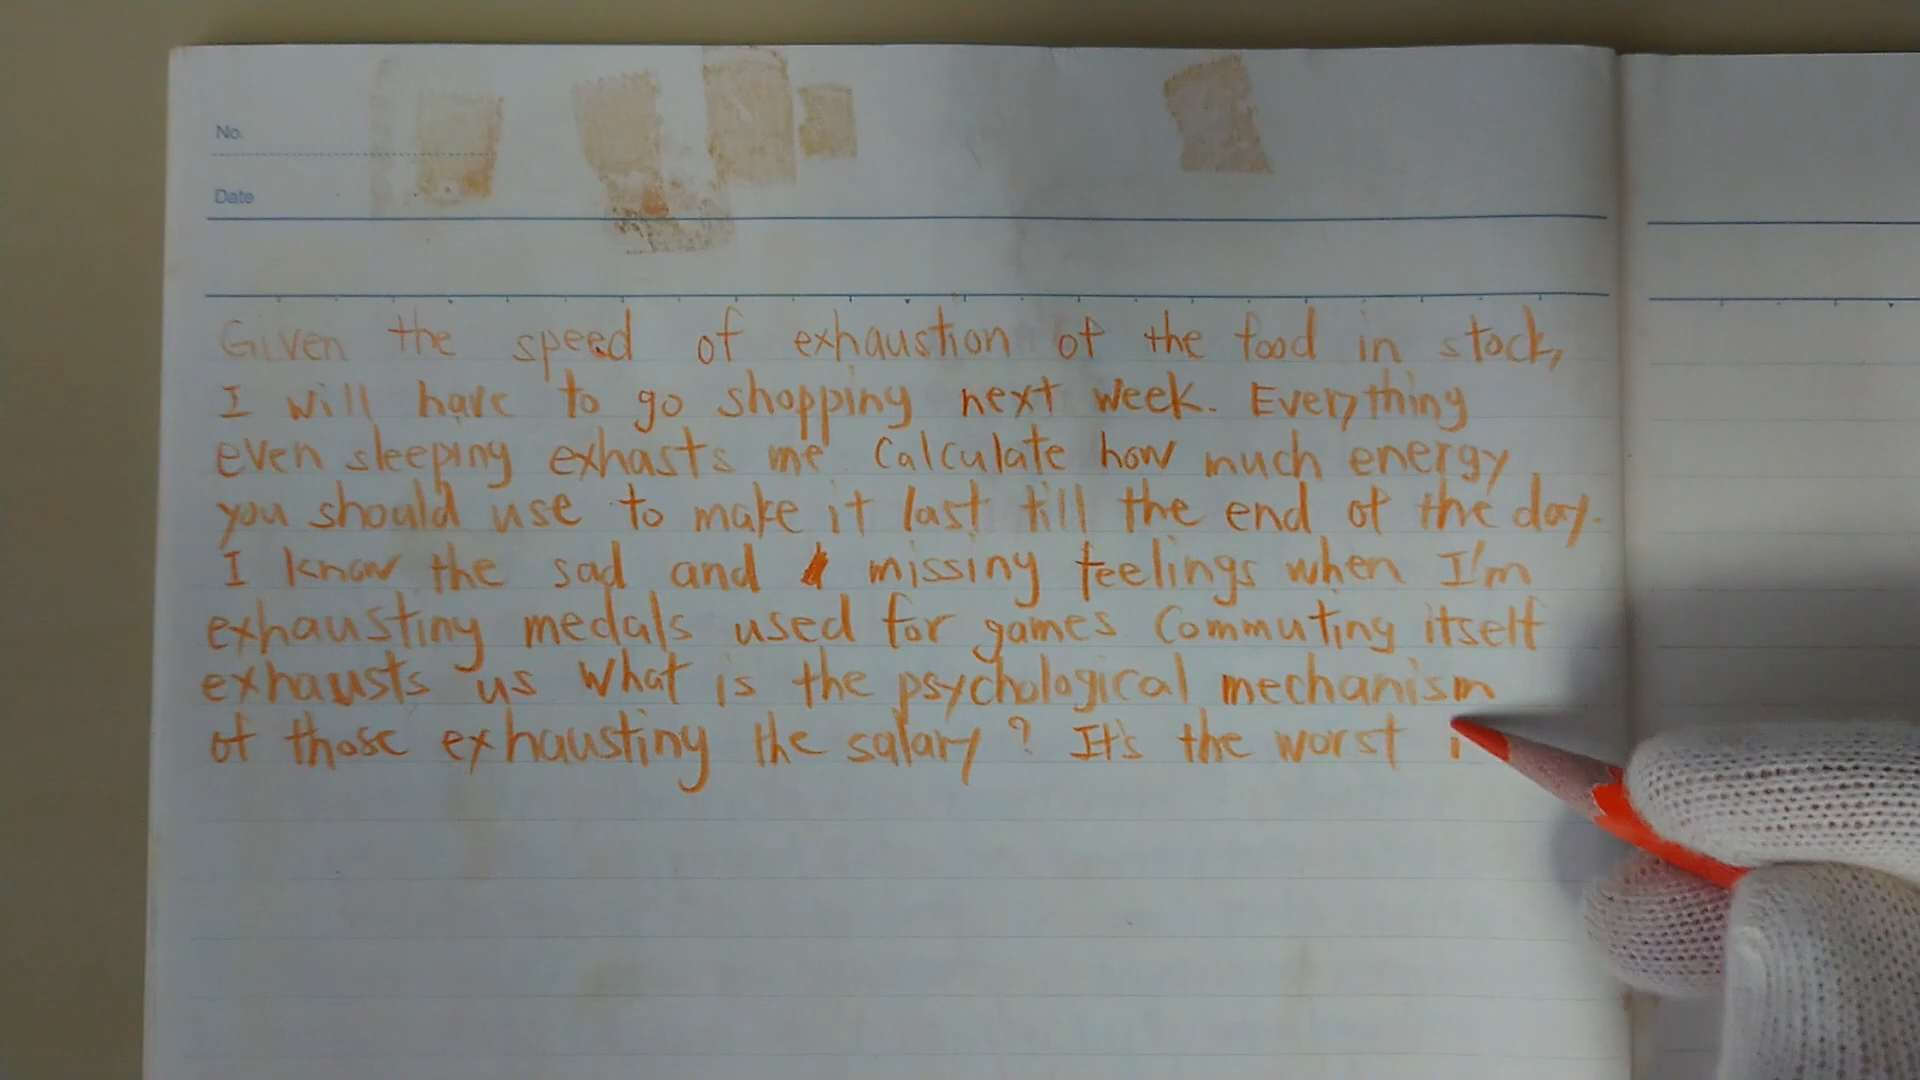 No.
Date
Given the speed of exhaustion of the food in stock,
I will have to go shopping next week. Everything
even sleeping exhasts me Calculate how much energy
you should use to make it last till the end of the day.
I know the sad and missing feelings when I'm
exhausting medals used for games Commuting itself
exhausts us What is the psychological mechanism
of those exhausting the salary? It's the worst i